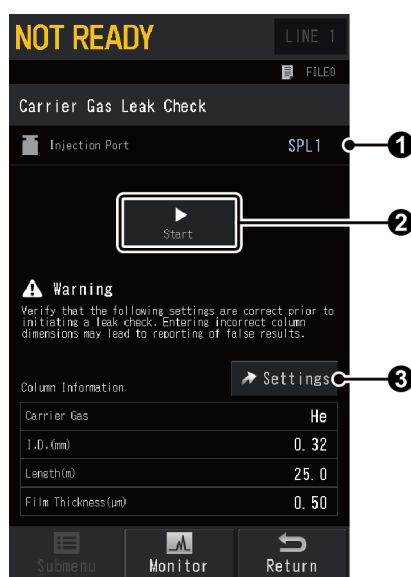 NOT READY
LINE 1
FILE0
Carrier Gas Leak Check
Injection Port SPL1
1
Start
2
Warning
Verify that the following settings are correct prior to
initiating a leak check. Entering incorrect column
dimensions may lead to reporting of false results.
Column Information
Settings
3
Carrier Gas He
I.D.(mm) 0.32
Length(m) 25.0
Film Thickness(μm) 0.50
Submenu Monitor Return